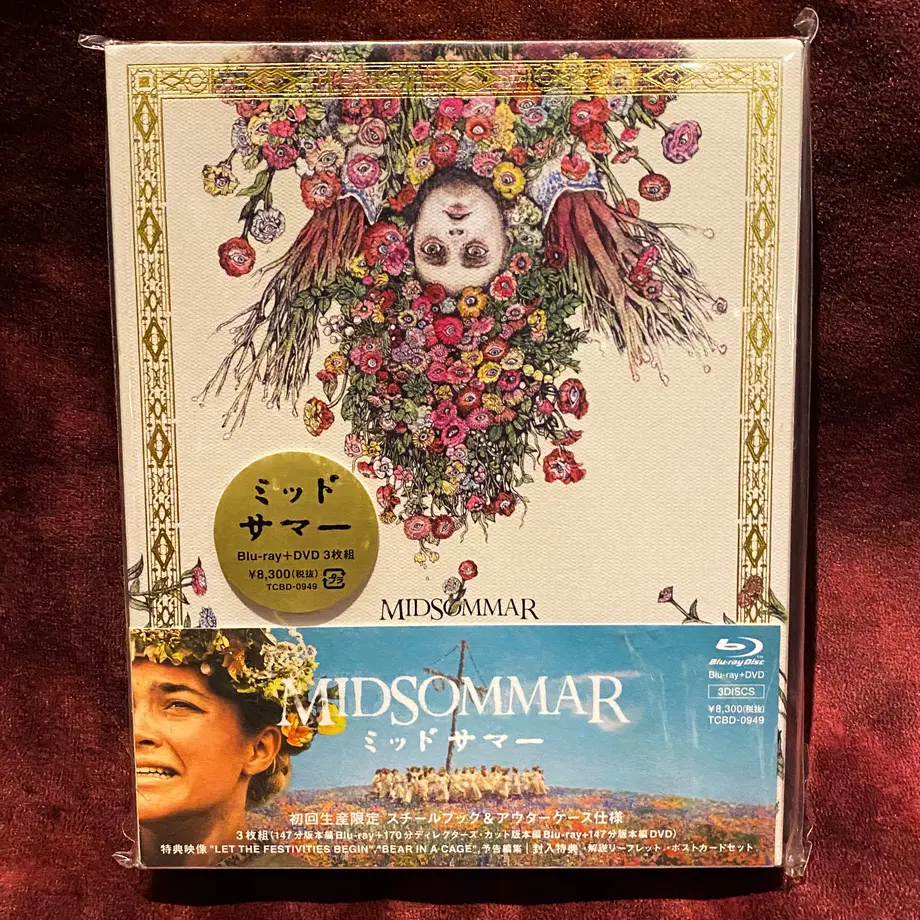 ミッド
サマー
Blu-ray+DVD 3枚組
¥8,300(税抜)
TCBD-0949
MIDSOMMAR
MIDSOMMAR
ミッドサマー
Blu-ray Disc
Blu-ray+DVD
3DISCS
¥8,300(税抜)
TCBD-0949
初回生産限定 スチールブック&アウターケース仕様
3枚組(147分版本編Blu-ray+170分ディレクターズ・カット版本編Blu-ray+147分版本編DVD)
特典映像 "LET THE FESTIVITIES BEGIN","BEAR IN A CAGE",予告編集 | 封入特典 ・解説リーフレット ・ポストカードセット